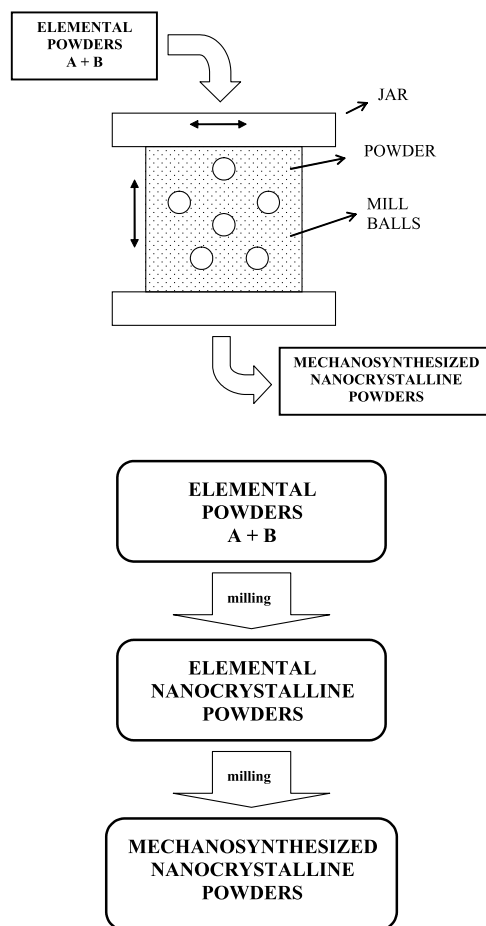 ELEMENTAL
POWDERS
A + B
JAR
POWDER
MILL
BALLS
MECHANOSYNTHESIZED
NANOCRYSTALLINE
POWDERS
ELEMENTAL
POWDERS
A + B
milling
ELEMENTAL
NANOCRYSTALLINE
POWDERS
milling
MECHANOSYNTHESIZED
NANOCRYSTALLINE
POWDERS